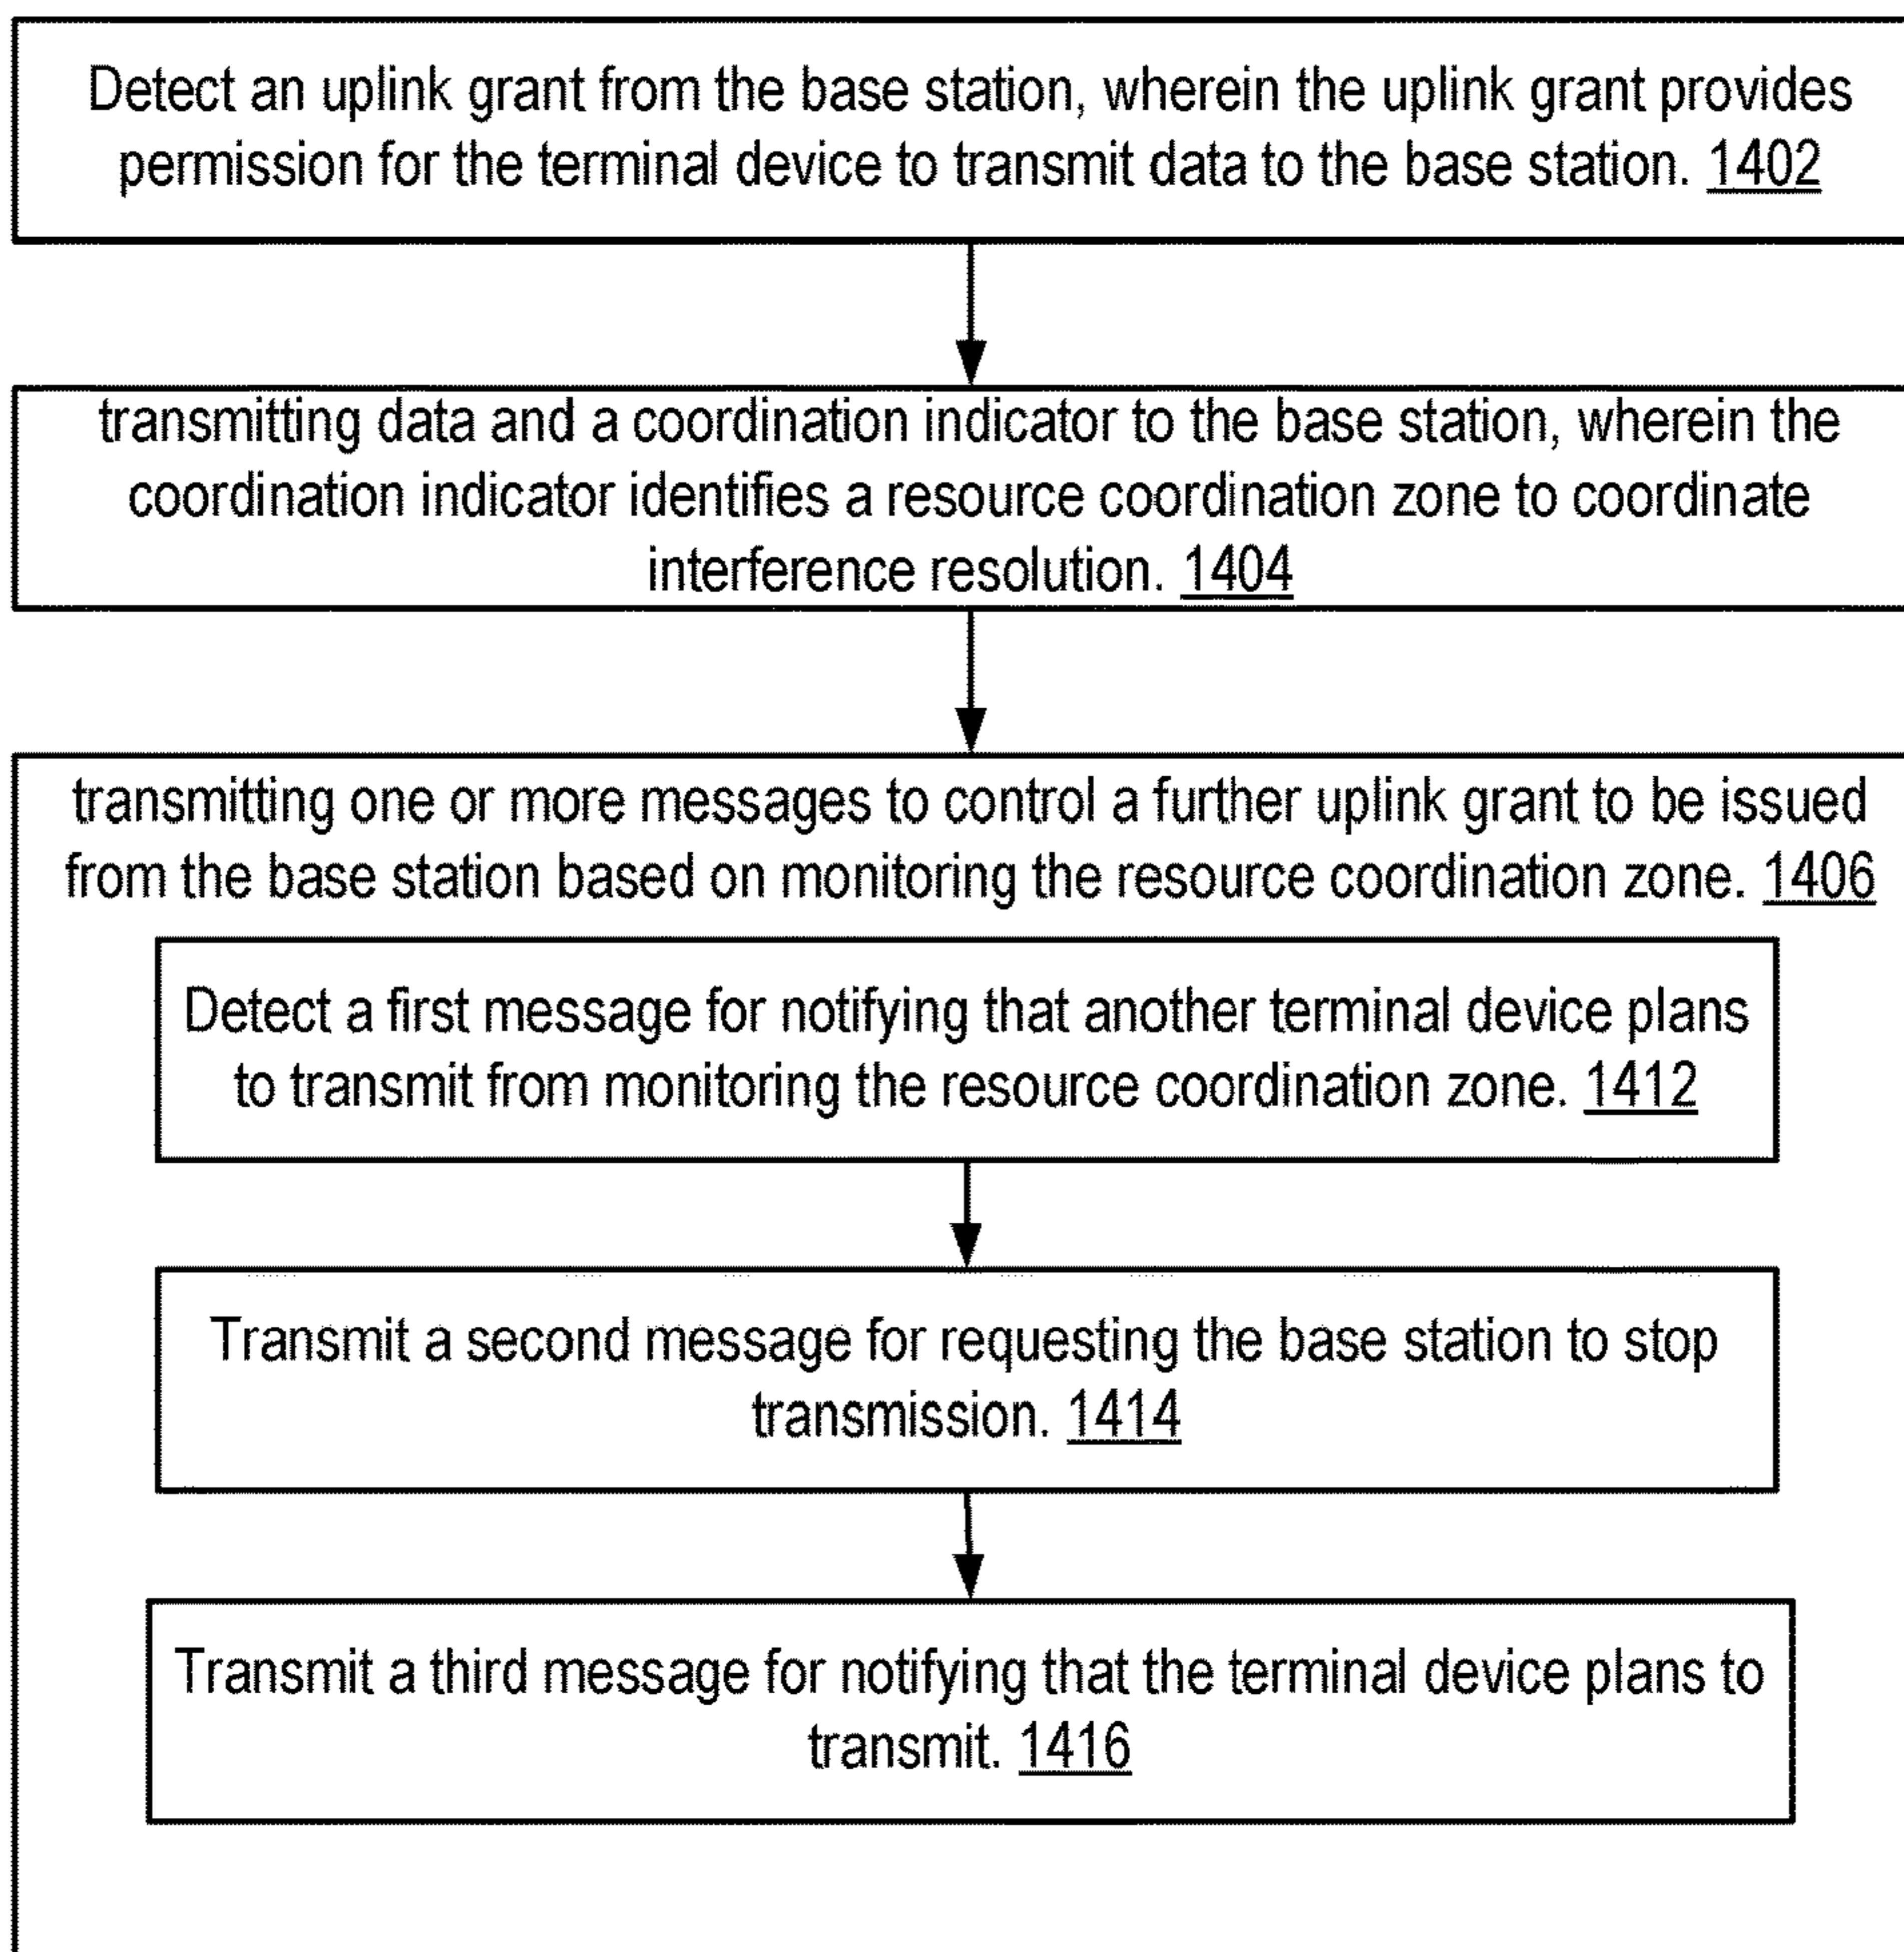 Detect an uplink grant from the base station, wherein the uplink grant provides
permission for the terminal device to transmit data to the base station. 1402
transmitting data and a coordination indicator to the base station, wherein the
coordination indicator identifies a resource coordination zone to coordinate
interference resolution. 1404
transmitting one or more messages to control a further uplink grant to be issued
from the base station based on monitoring the resource coordination zone. 1406
Detect a first message for notifying that another terminal device plans
to transmit from monitoring the resource coordination zone. 1412
Transmit a second message for requesting the base station to stop
transmission. 1414
Transmit a third message for notifying that the terminal device plans to
transmit. 1416